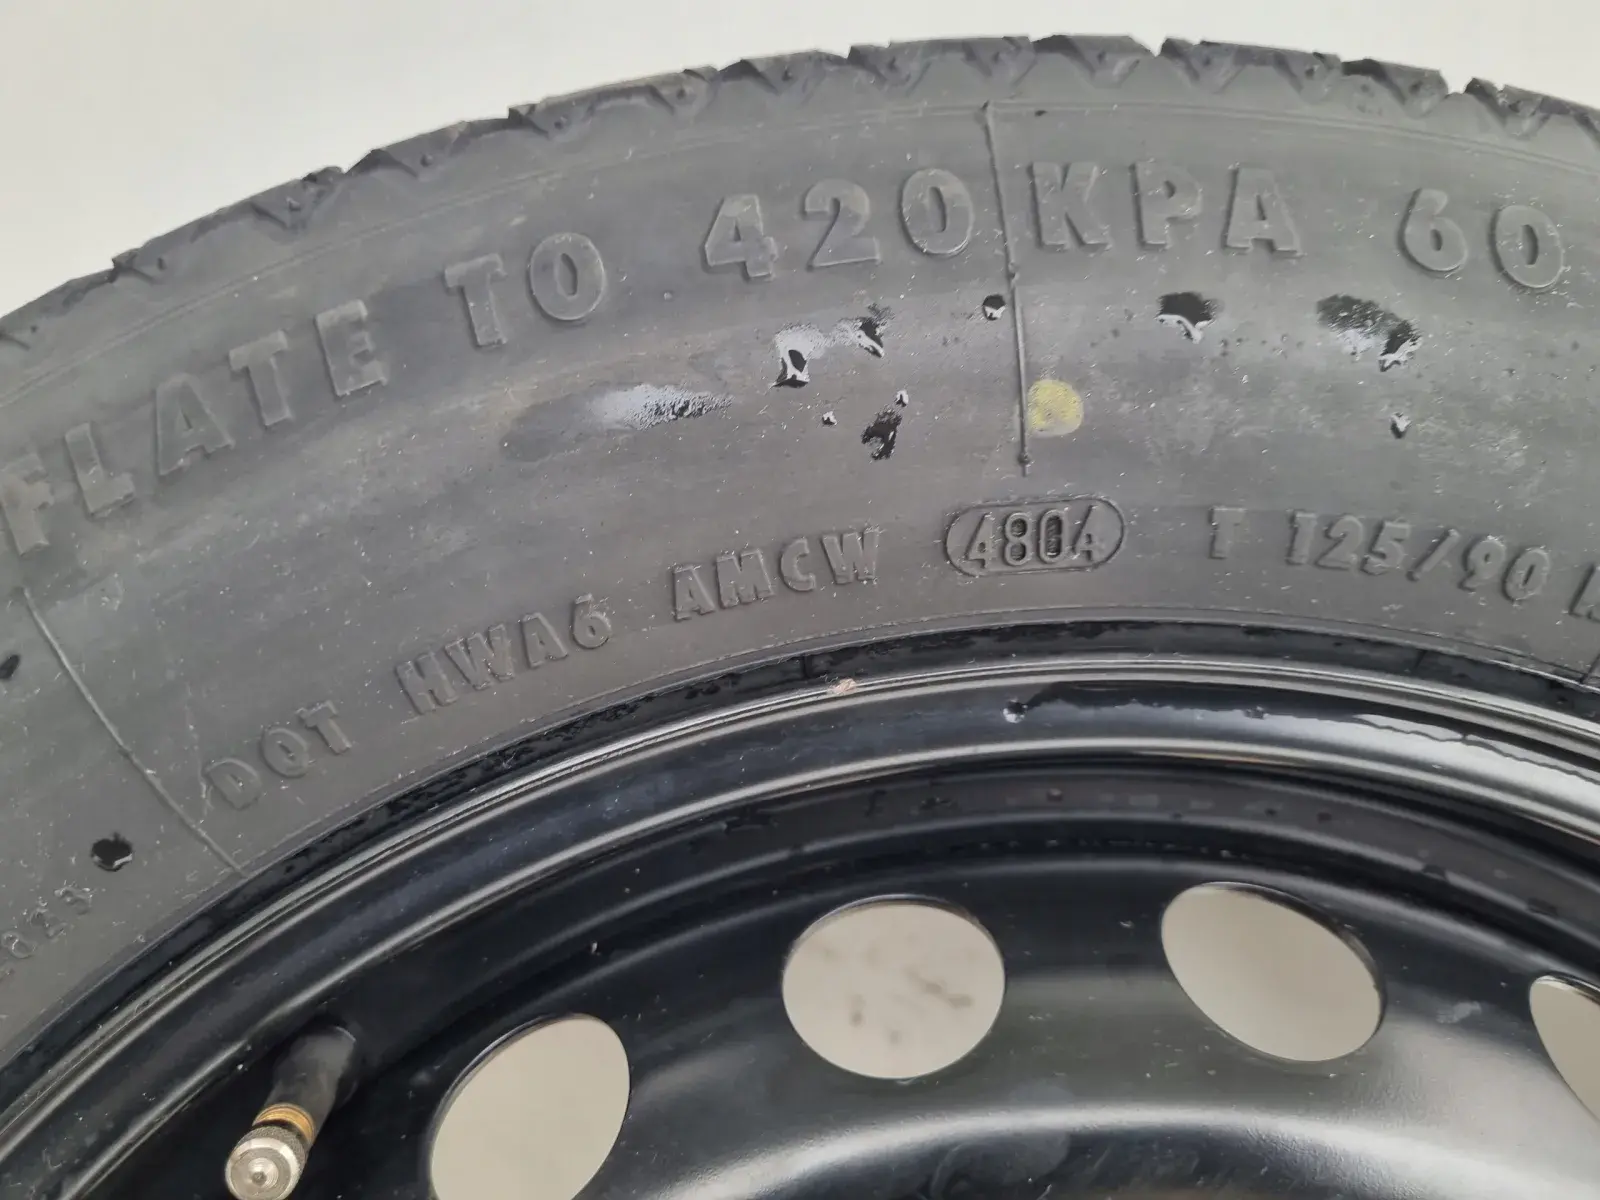 FLATE TO 420 KPA 60
DOT HWA6 AMCW 4804 T 125/90